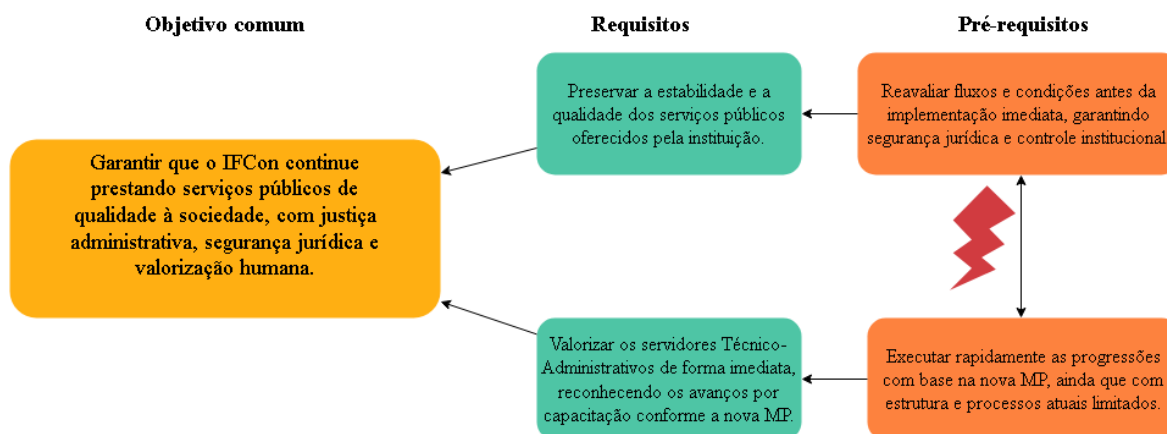 Objetivo comum
Requisitos
Pré-requisitos
Garantir que o IFCon continue
prestando serviços públicos de
qualidade à sociedade, com justiça
administrativa, segurança jurídica e
valorização humana.
Preservar a estabilidade e a
qualidade dos serviços públicos
oferecidos pela instituição.
Reavaliar fluxos e condições antes da
implementação imediata, garantindo
segurança jurídica e controle institucional
Valorizar os servidores Técnico-
Administrativos de forma imediata,
reconhecendo os avanços por
capacitação conforme a nova MP.
Executar rapidamente as progressões
com base na nova MP, ainda que com
estrutura e processos atuais limitados.